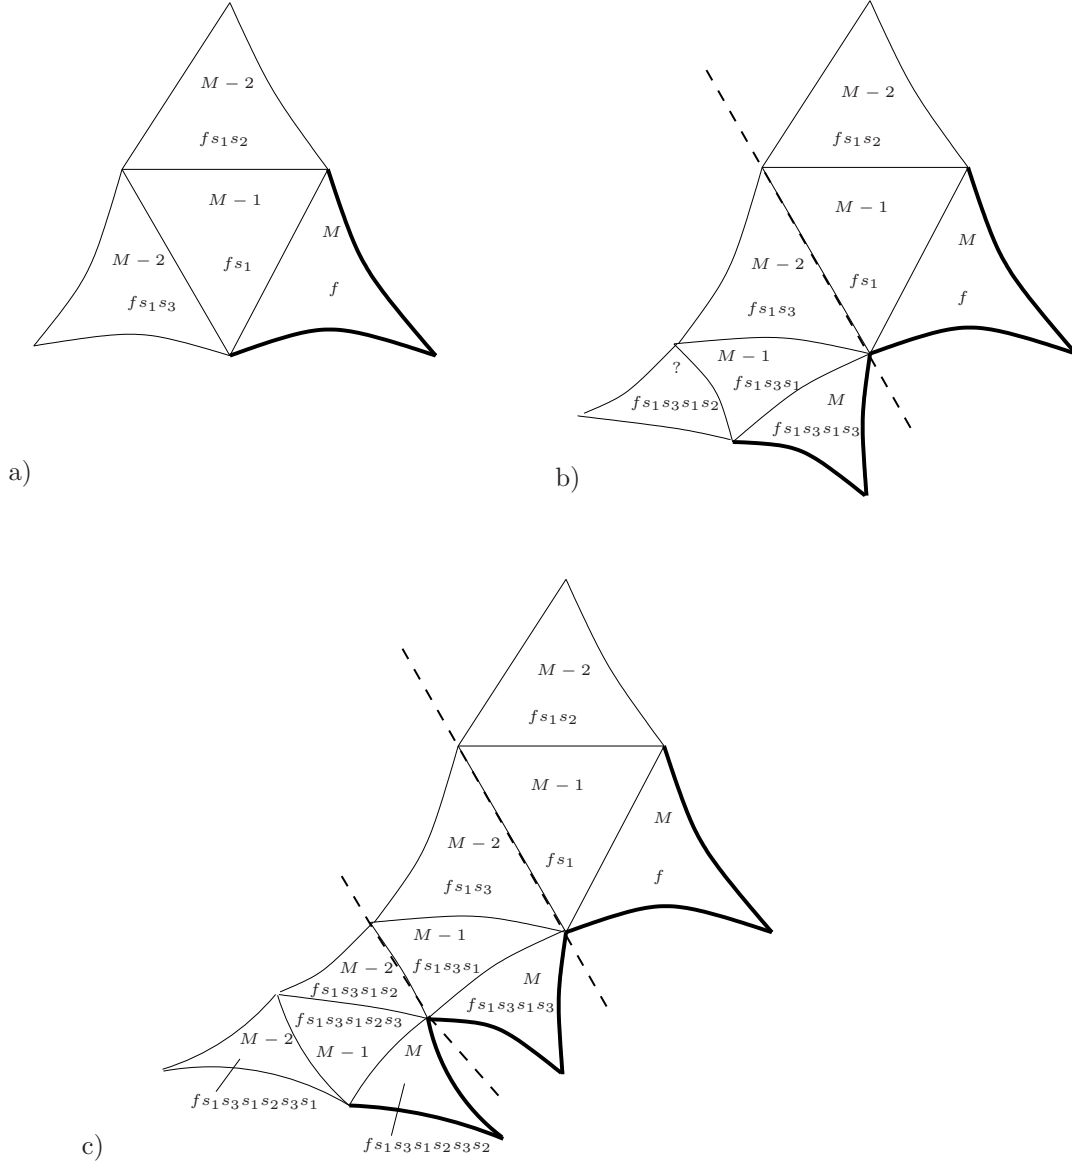 M − 2
fs₁s₂
M − 1
M
M − 2
fs₁
f
fs₁s₃
a)
M − 2
fs₁s₂
M − 1
M
M − 2
fs₁
f
fs₁s₃
M − 1
?
fs₁s₃s₁
fs₁s₃s₁s₂
M
fs₁s₃s₁s₃
b)
M − 2
fs₁s₂
M − 1
M
M − 2
fs₁
f
fs₁s₃
M − 1
M − 2
fs₁s₃s₁
M
fs₁s₃s₁s₂
fs₁s₃s₁s₃
fs₁s₃s₁s₂s₃
M − 2
M − 1
M
fs₁s₃s₁s₂s₃s₁
fs₁s₃s₁s₂s₃s₂
c)